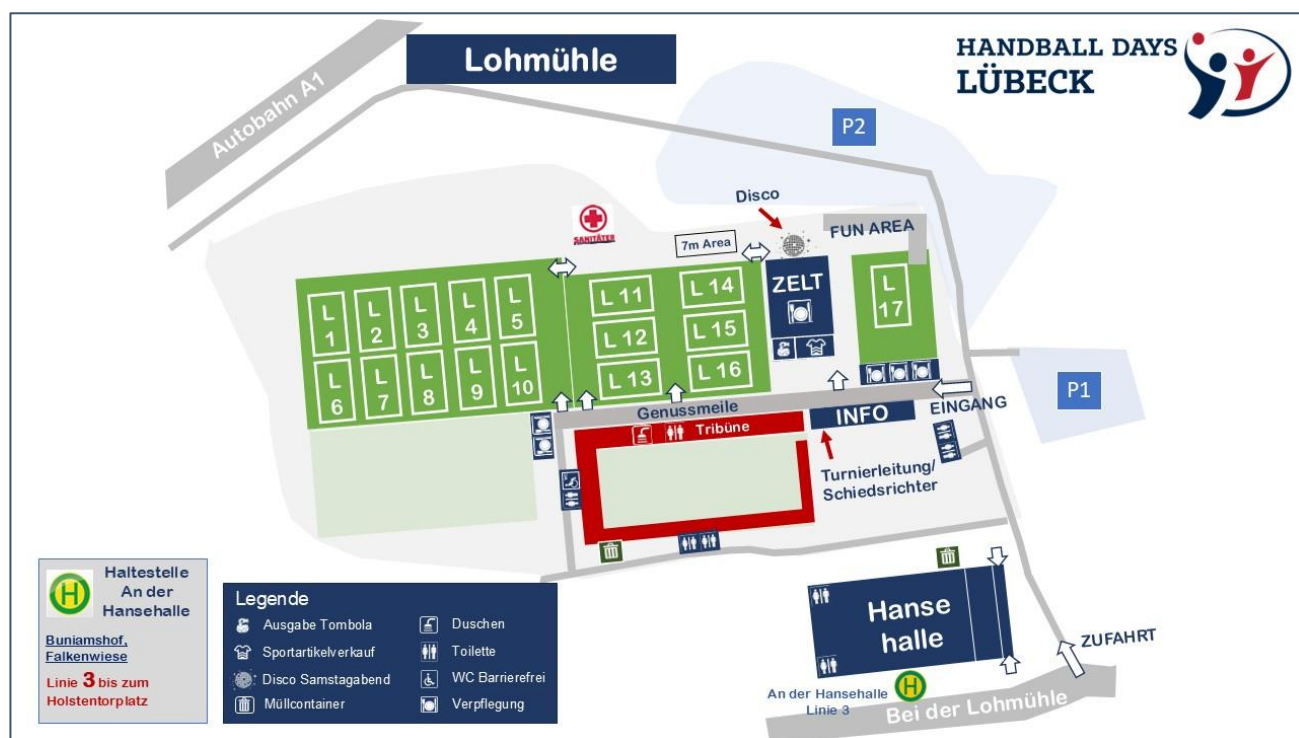 Lohmühle
HANDBALL DAYS
LÜBECK
Autobahn A1
P2
Disco
SANITÄTER
7m Area
FUN AREA
ZELT
L
1
L
2
L
3
L
4
L
5
L 11
L 14
L
17
L 12
L 15
L
6
L
7
L
8
L
9
L
10
L 13
L 16
P1
Genussmeile
INFO
EINGANG
Tribüne
Turnierleitung/
Schiedsrichter
Hanse
halle
ZUFAHRT
An der Hansehalle
Linie 3
H
Bei der Lohmühle
H
Haltestelle
An der
Hansehalle
Buniamshof,
Falkenwiese
Linie 3 bis zum
Holstentorplatz
Legende
Ausgabe Tombola
Sportartikelverkauf
Disco Samstagabend
Müllcontainer
Duschen
Toilette
WC Barrierefrei
Verpflegung